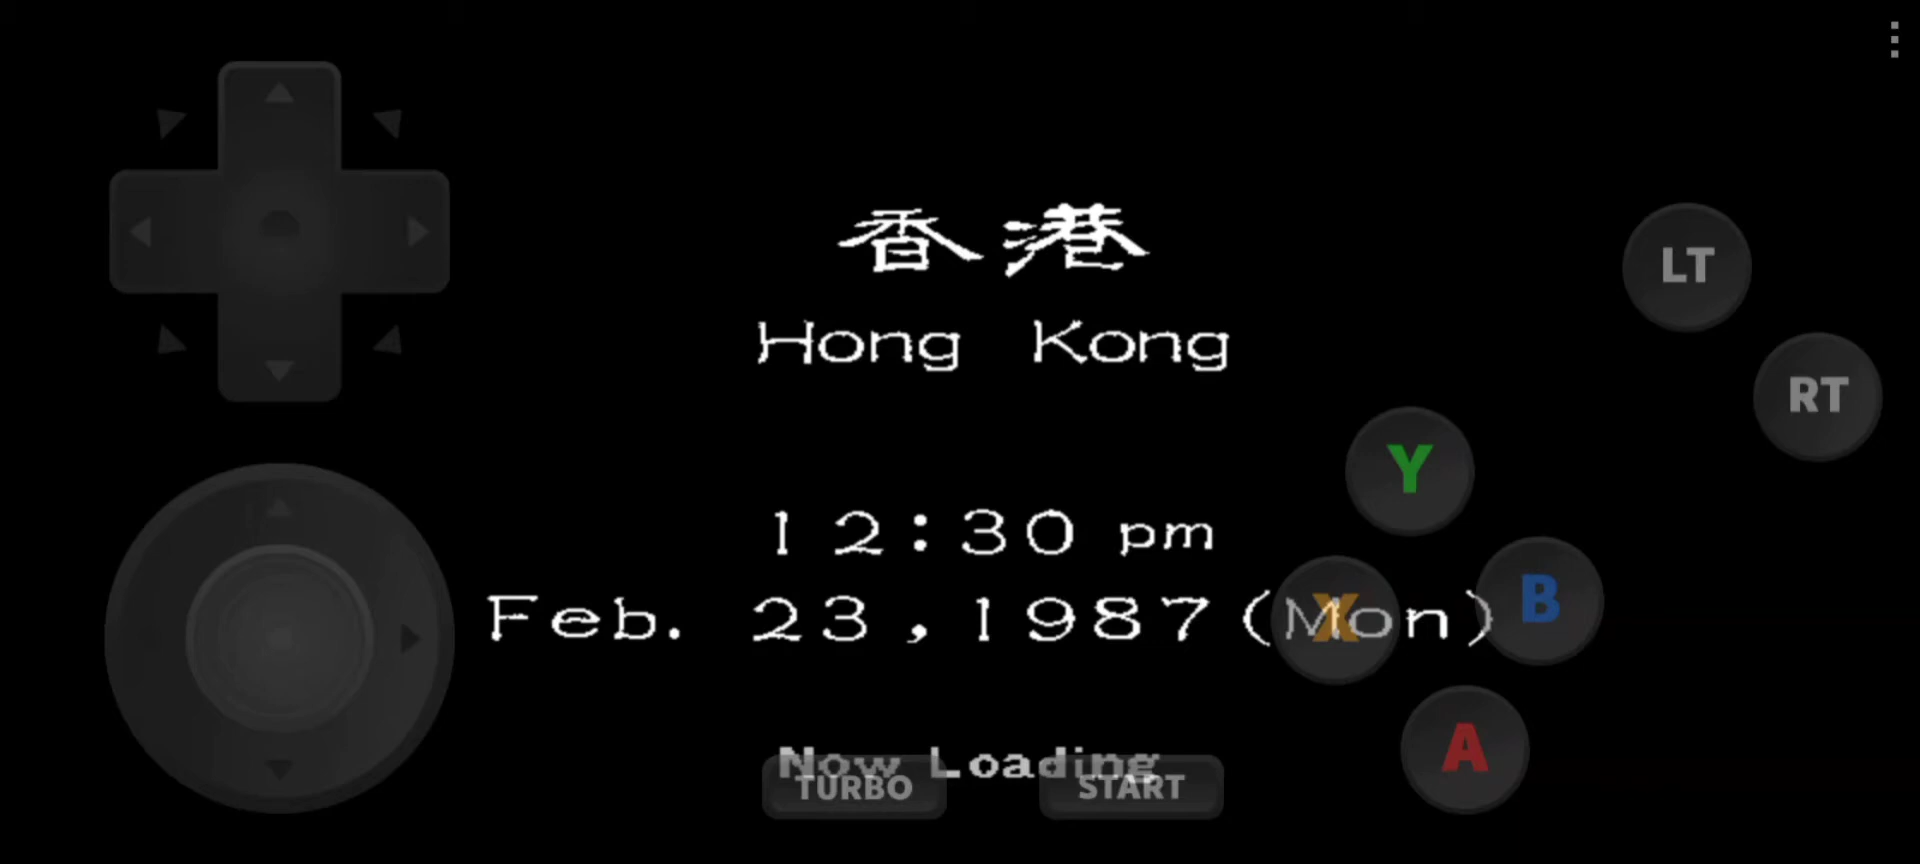 香港
Hong Kong
LT
RT
Y
12:30 pm
Feb. 23,1987(Mon)
X
B
A
Now Loading
TURBO
START